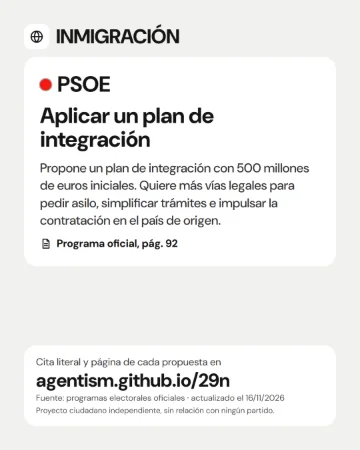 INMIGRACIÓN
PSOE
Aplicar un plan de
integración
Propone un plan de integración con 500 millones
de euros iniciales. Quiere más vías legales para
pedir asilo, simplificar trámites e impulsar la
contratación en el país de origen.
Programa oficial, pág. 92
Cita literal y página de cada propuesta en
agentism.github.io/29n
Fuente: programas electorales oficiales · actualizado el 16/11/2026
Proyecto ciudadano independiente, sin relación con ningún partido.